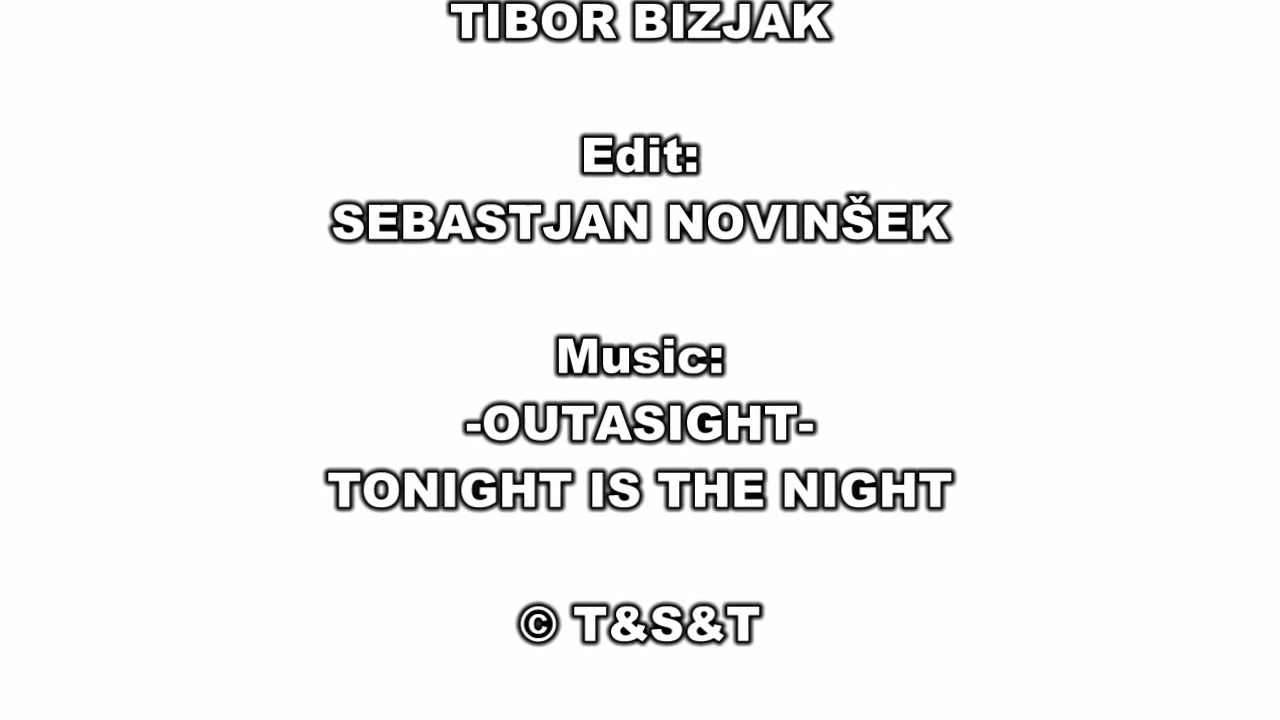 TIBOR BIZJAK
Edit:
SEBASTJAN NOVINŠEK
Music:
-OUTASIGHT-
TONIGHT IS THE NIGHT
© T&S&T